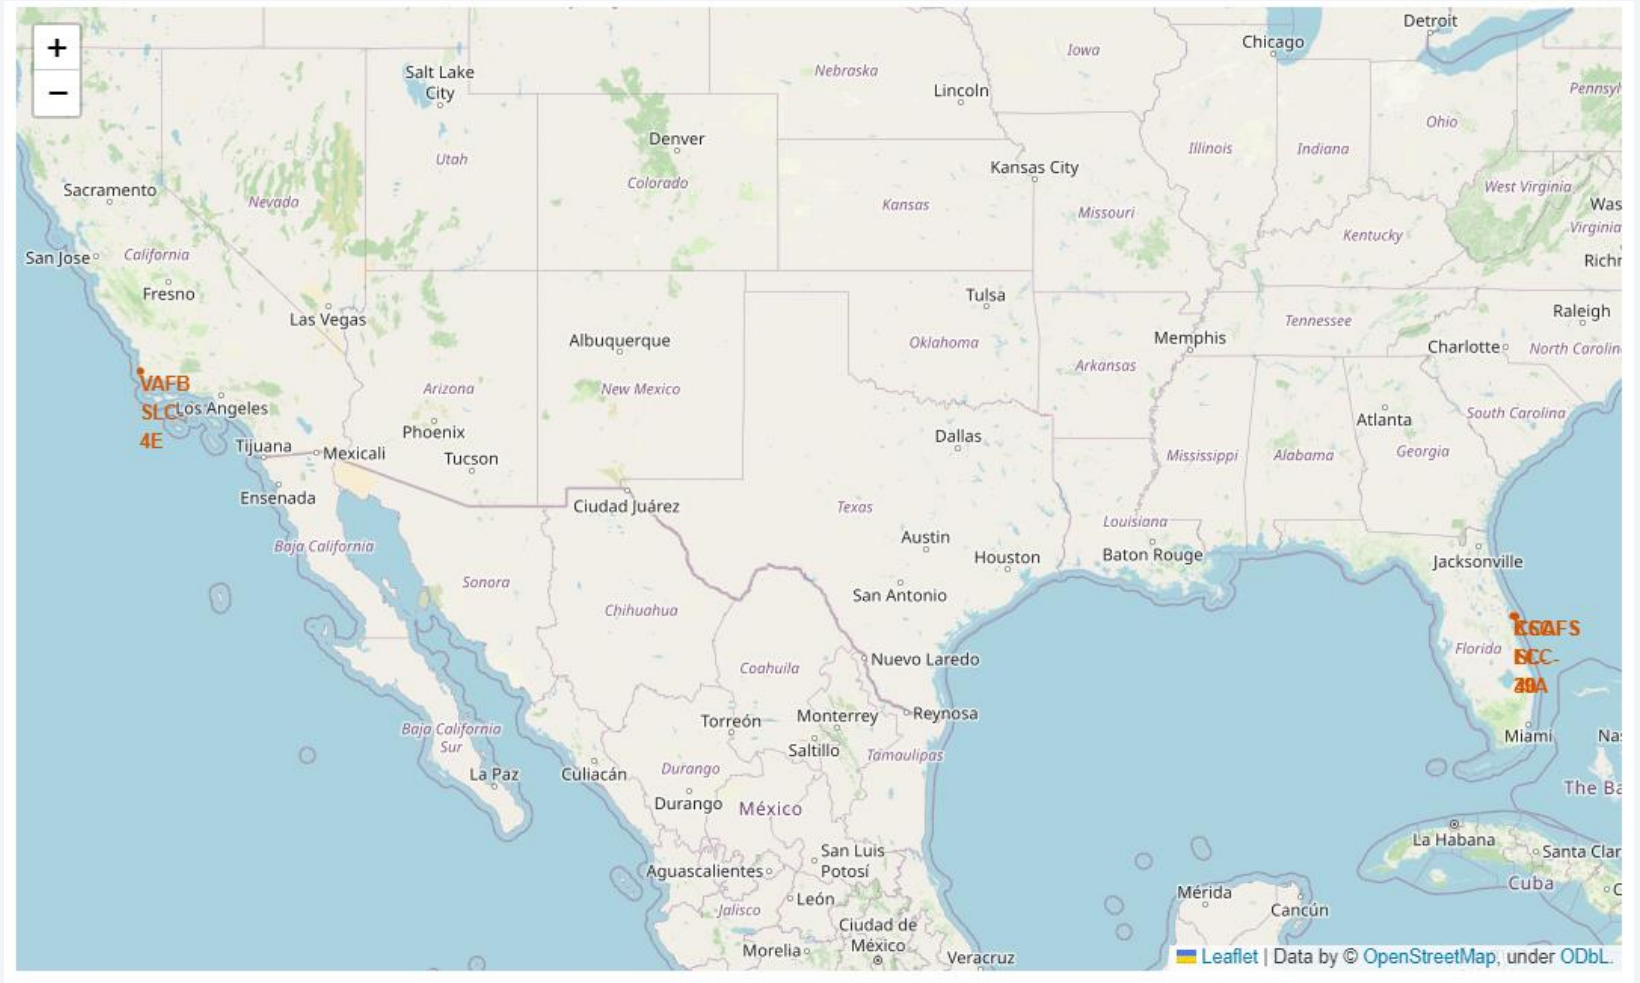 +
−
Detroit
Chicago
Iowa
Nebraska
Lincoln
Salt Lake
City
Pennsyl
Ohio
Denver
Illinois
Indiana
Utah
Kansas City
Colorado
Sacramento
West Virginia
Nevada
Kansas
Missouri
Was
Virginia
Kentucky
San Jose
California
Richr
Fresno
Tulsa
Las Vegas
Raleigh
Tennessee
Albuquerque
Oklahoma
Memphis
Charlotte
North Carolin
Arkansas
VAFB
SLC-
4E
Los Angeles
Arizona
New Mexico
South Carolina
Atlanta
Phoenix
Dallas
Tijuana
Mexicali
Tucson
Mississippi
Alabama
Georgia
Ensenada
Ciudad Juárez
Texas
Louisiana
Austin
Baja California
Houston
Baton Rouge
Jacksonville
Sonora
San Antonio
Chihuahua
Florida
Nuevo Laredo
Coahuila
Torreón
Monterrey
Reynosa
Baja California
Sur
Saltillo
Tamaulipas
Miami
Nas
La Paz
Culiacán
Durango
The Ba
Durango
México
La Habana
San Luis
Potosí
Santa Clar
Aguascalientes
Cuba
C
León
Mérida
Jalisco
Cancún
Ciudad de
México
Morelia
Veracruz
Leaflet | Data by © OpenStreetMap, under ODbL.